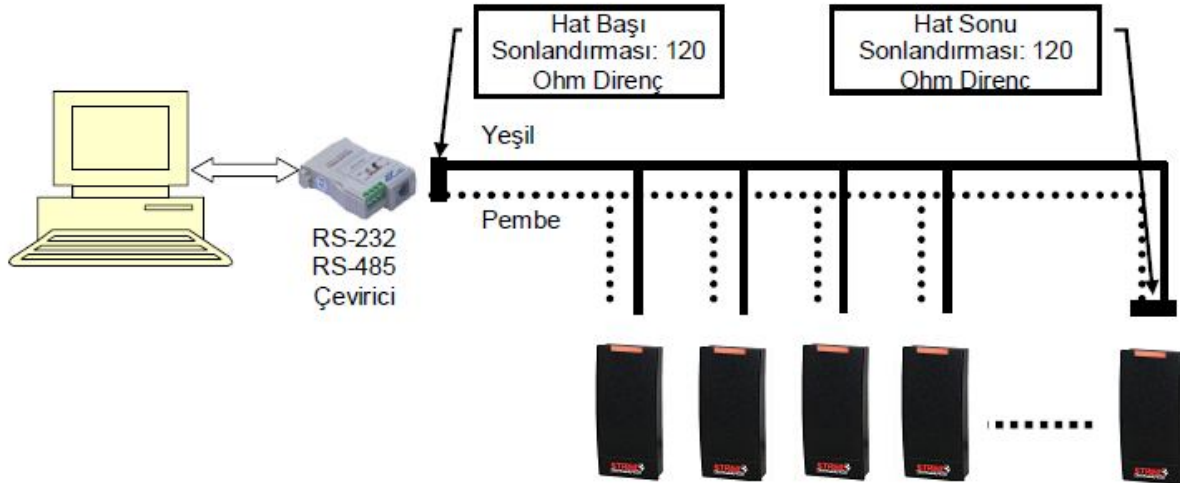 Hat Başı
Sonlandırması: 120
Ohm Direnç
Hat Sonu
Sonlandırması: 120
Ohm Direnç
Yeşil
Pembe
RS-232
RS-485
Çevirici